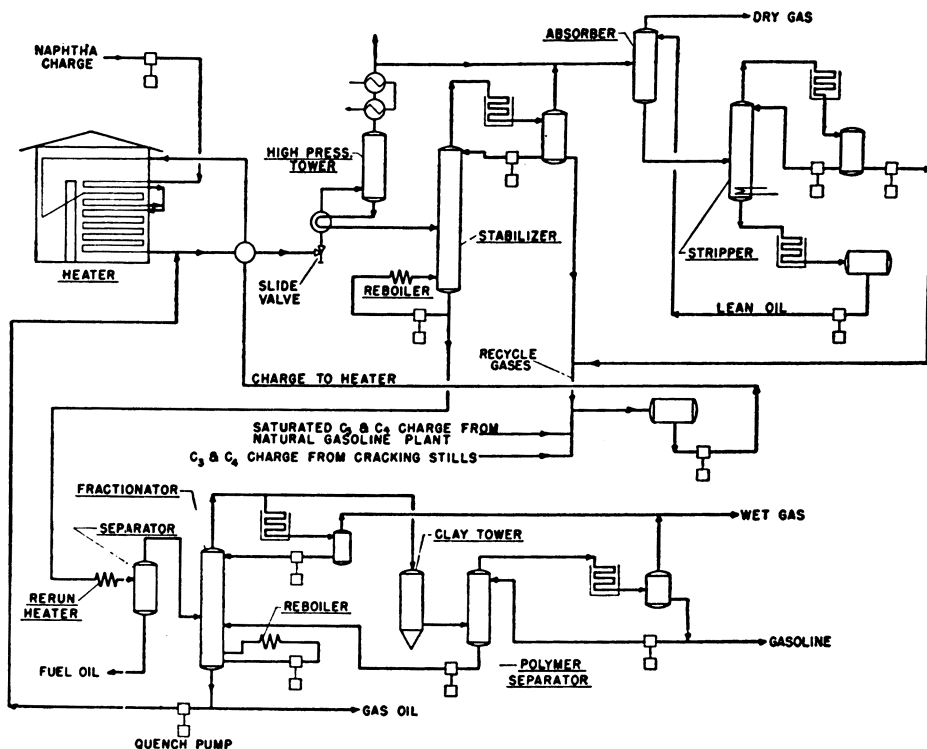 DRY GAS
ABSORBER
NAPHTHA
CHARGE
HIGH PRESS.
TOWER
HEATER
SLIDE
VALVE
STABILIZER
REBOILER
STRIPPER
LEAN OIL
RECYCLE
GASES
CHARGE TO HEATER
SATURATED C3 & C4 CHARGE FROM
NATURAL GASOLINE PLANT
C3 & C4 CHARGE FROM CRACKING STILLS
FRACTIONATOR
SEPARATOR
WET GAS
CLAY TOWER
RERUN
HEATER
REBOILER
GASOLINE
FUEL OIL
POLYMER
SEPARATOR
GAS OIL
QUENCH PUMP